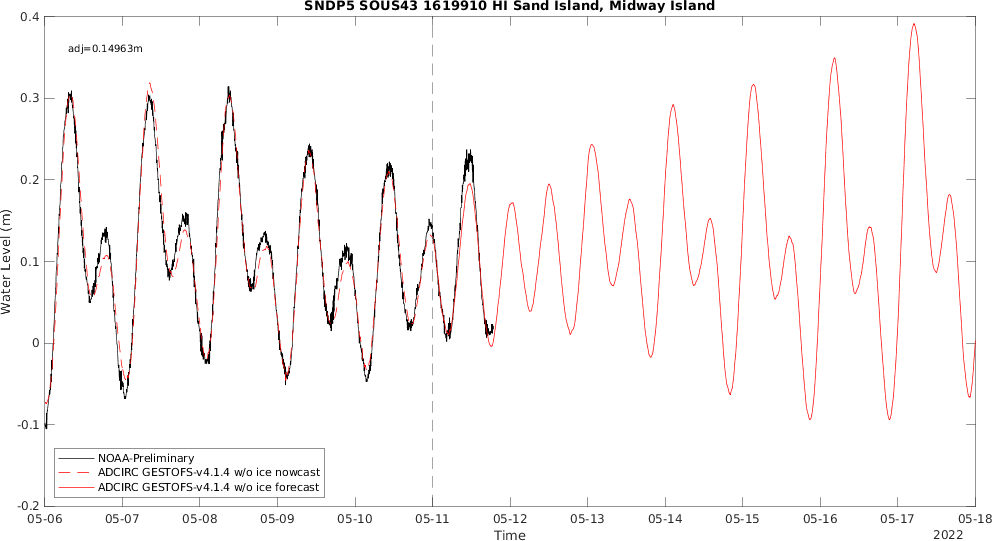 SNDP5 SOUS43 1619910 HI Sand Island, Midway Island
adj=0.14963m
0.4
0.3
0.2
0.1
0
-0.1
-0.2
Water Level (m)
NOAA-Preliminary
ADCIRC GESTOFS-v4.1.4 w/o ice nowcast
ADCIRC GESTOFS-v4.1.4 w/o ice forecast
05-06 05-07 05-08 05-09 05-10 05-11 05-12 05-13 05-14 05-15 05-16 05-17 05-18
Time
2022